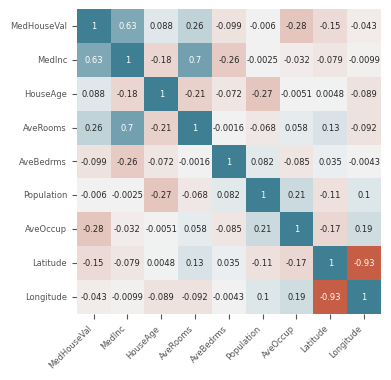 MedHouseVal 1 0.63 0.088 0.26 -0.099 -0.006 -0.28 -0.15 -0.043
MedInc 0.63 1 -0.18 0.7 -0.26 -0.0025 -0.032 -0.079 -0.0099
HouseAge 0.088 -0.18 1 -0.21 -0.072 -0.27 -0.0051 0.0048 -0.089
AveRooms 0.26 0.7 -0.21 1 -0.0016 -0.068 0.058 0.13 -0.092
AveBedrms -0.099 -0.26 -0.072 -0.0016 1 0.082 -0.085 0.035 -0.0043
Population -0.006 -0.0025 -0.27 -0.068 0.082 1 0.21 -0.11 0.1
AveOccup -0.28 -0.032 -0.0051 0.058 -0.085 0.21 1 -0.17 0.19
Latitude -0.15 -0.079 0.0048 0.13 0.035 -0.11 -0.17 1 -0.93
Longitude -0.043 -0.0099 -0.089 -0.092 -0.0043 0.1 0.19 -0.93 1
MedHouseVal MedInc HouseAge AveRooms AveBedrms Population AveOccup Latitude Longitude